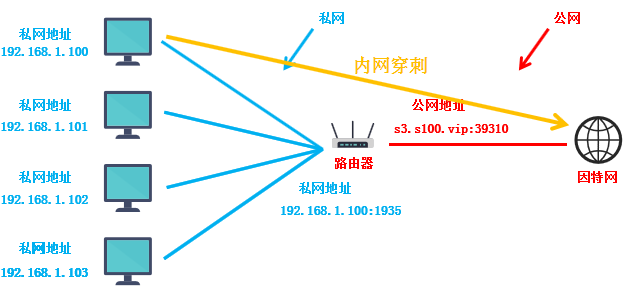 私网
公网
私网地址
192.168.1.100
内网穿刺
私网地址
192.168.1.101
公网地址
s3.s100.vip:39310
路由器
因特网
私网地址
192.168.1.102
私网地址
192.168.1.100:1935
私网地址
192.168.1.103